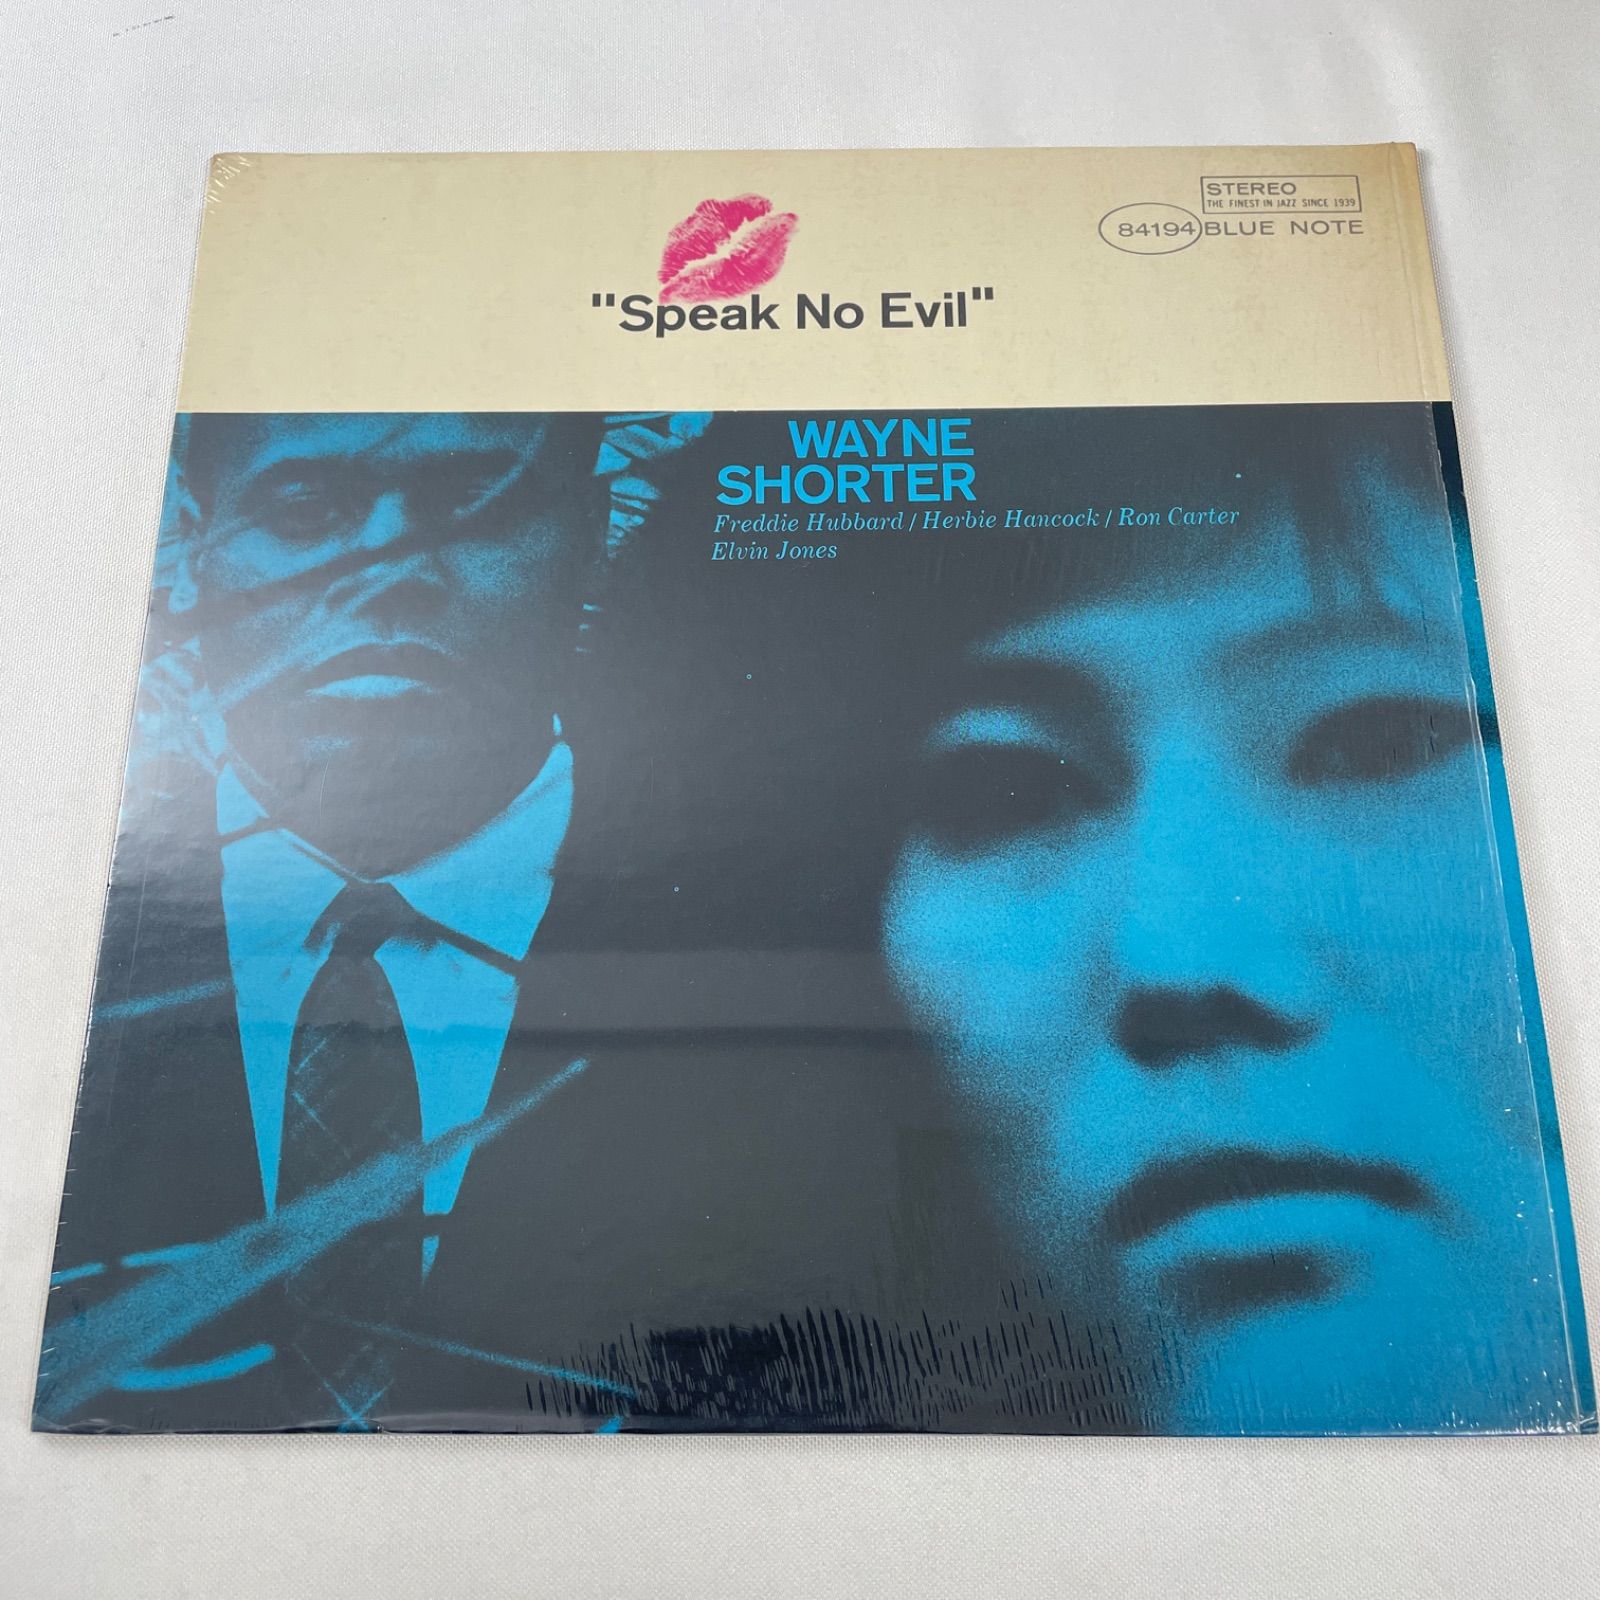 STEREO
THE FINEST IN JAZZ SINCE 1939
84194 BLUE NOTE
"Speak No Evil"
WAYNE
SHORTER
Freddie Hubbard / Herbie Hancock / Ron Carter
Elvin Jones